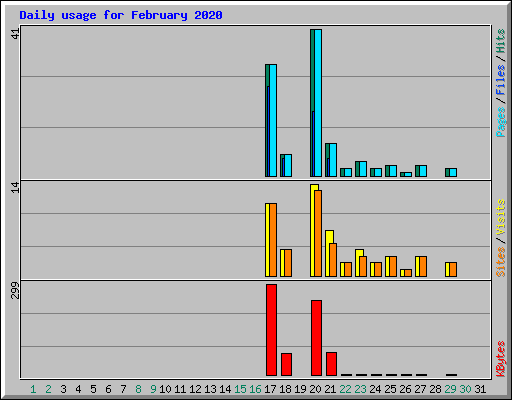 Daily usage for February 2020
41
Pages / Files / Hits
14
Sites / Visits
299
KBytes
1 2 3 4 5 6 7 8 9 10 11 12 13 14 15 16 17 18 19 20 21 22 23 24 25 26 27 28 29 30 31